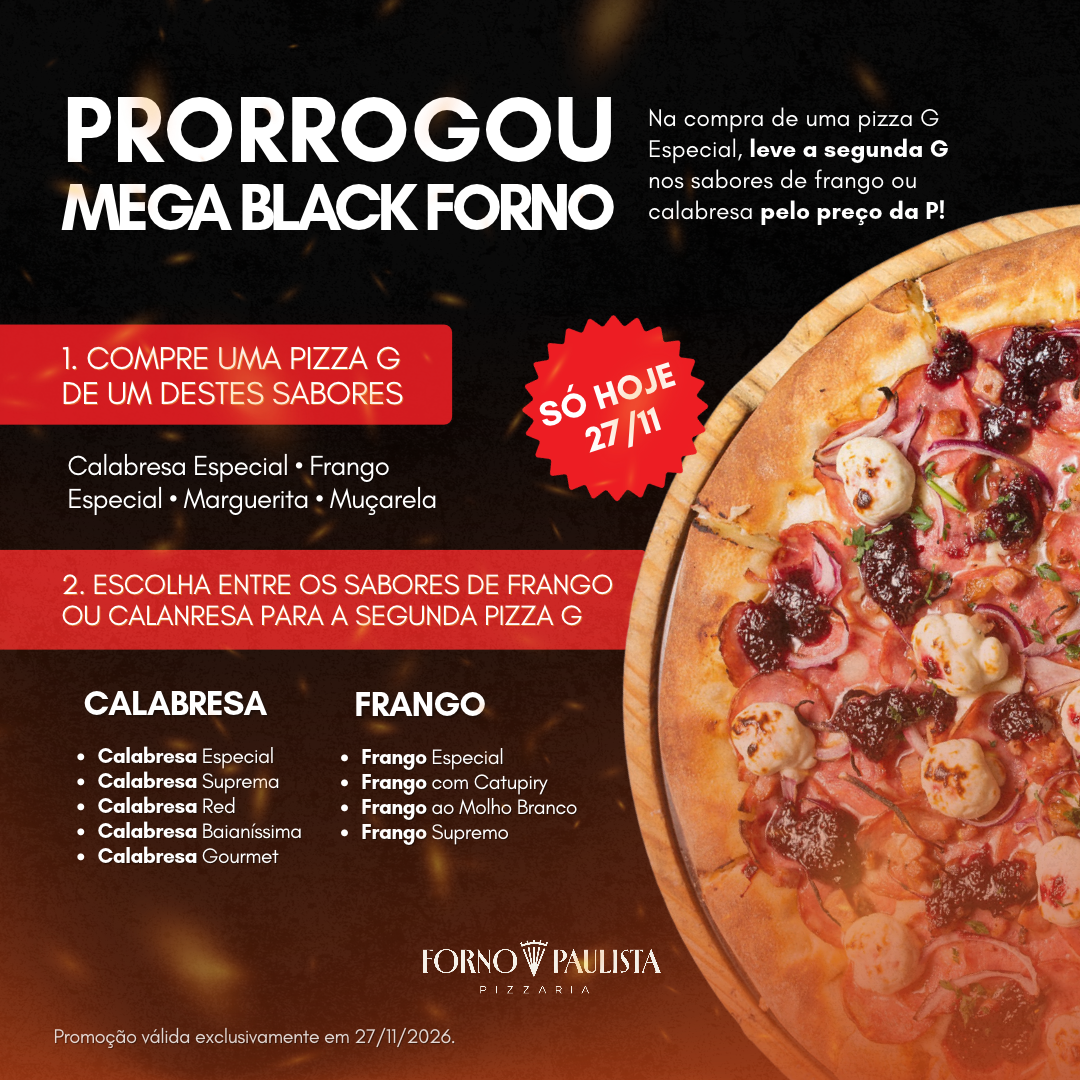 PRORROGOU
MEGA BLACK FORNO
Na compra de uma pizza G
Especial, leve a segunda G
nos sabores de frango ou
calabresa pelo preço da P!
1. COMPRE UMA PIZZA G
DE UM DESTES SABORES
SÓ HOJE
27/11
Calabresa Especial • Frango
Especial • Marguerita • Muçarela
2. ESCOLHA ENTRE OS SABORES DE FRANGO
OU CALANRESA PARA A SEGUNDA PIZZA G
CALABRESA
• Calabresa Especial
• Calabresa Suprema
• Calabresa Red
• Calabresa Baianíssima
• Calabresa Gourmet
FRANGO
• Frango Especial
• Frango com Catupiry
• Frango ao Molho Branco
• Frango Supremo
FORNO PAULISTA
PIZZARIA
Promoção válida exclusivamente em 27/11/2026.